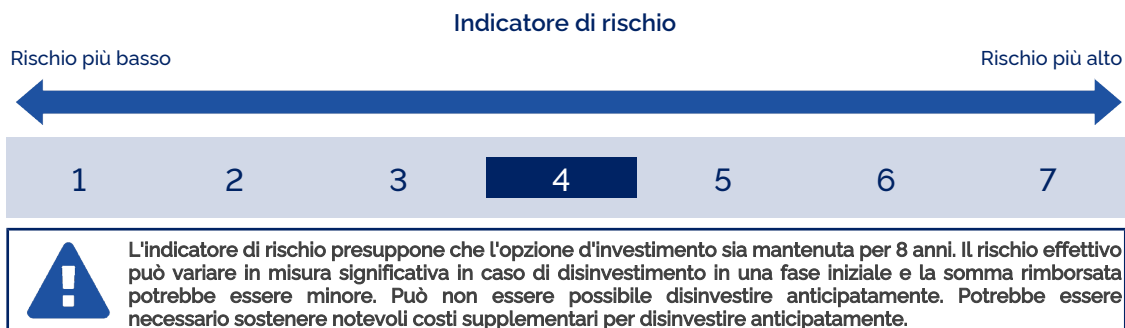 Indicatore di rischio
Rischio più basso Rischio più alto
1 2 3 4 5 6 7
L'indicatore di rischio presuppone che l'opzione d'investimento sia mantenuta per 8 anni. Il rischio effettivo
può variare in misura significativa in caso di disinvestimento in una fase iniziale e la somma rimborsata
potrebbe essere minore. Può non essere possibile disinvestire anticipatamente. Potrebbe essere
necessario sostenere notevoli costi supplementari per disinvestire anticipatamente.